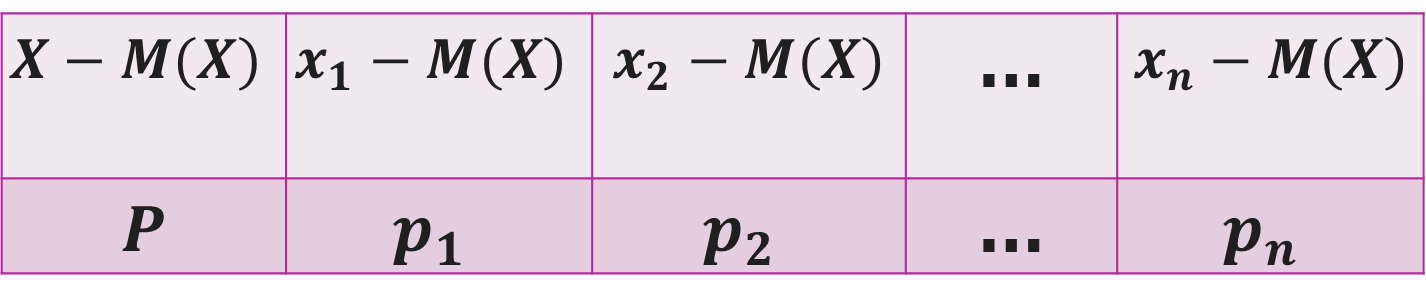 X − M(X) x₁ − M(X) x₂ − M(X) ... xₙ − M(X)
P p₁ p₂ ... pₙ